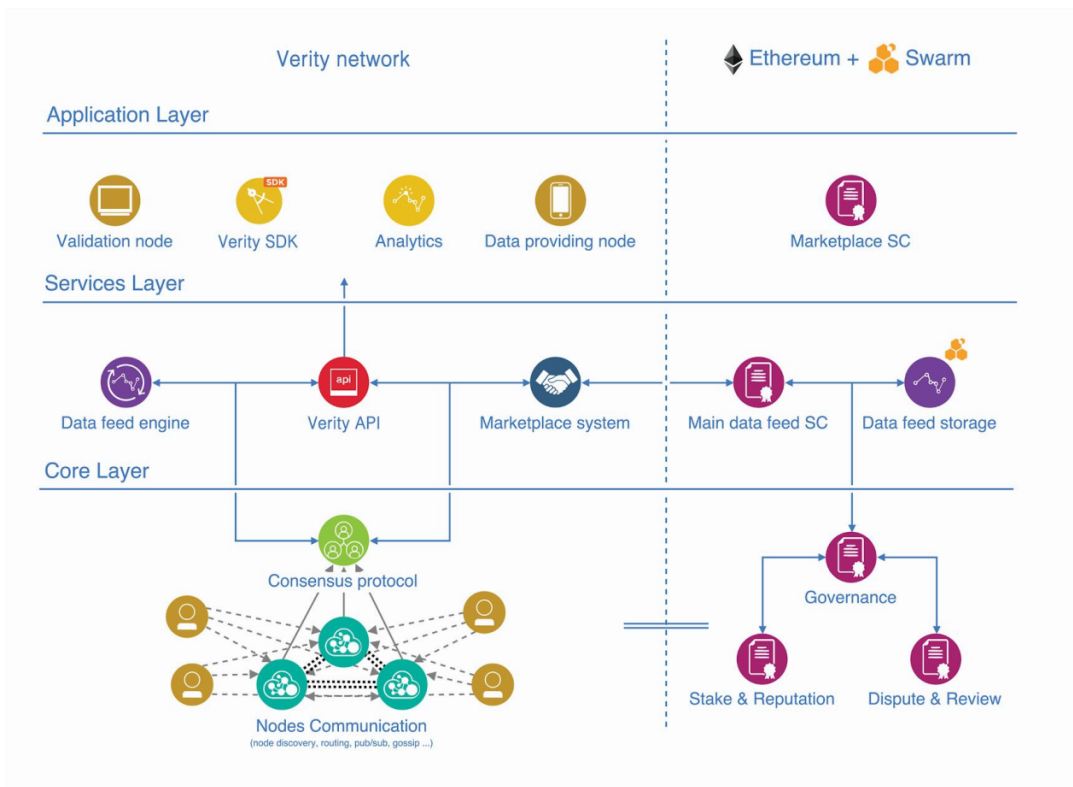 Verity network
Ethereum + Swarm
Application Layer
SDK
Validation node
Verity SDK
Analytics
Data providing node
Marketplace SC
Services Layer
api
Data feed engine
Verity API
Marketplace system
Main data feed SC
Data feed storage
Core Layer
Consensus protocol
Governance
Stake & Reputation
Dispute & Review
Nodes Communication
(node discovery, routing, pub/sub, gossip ...)